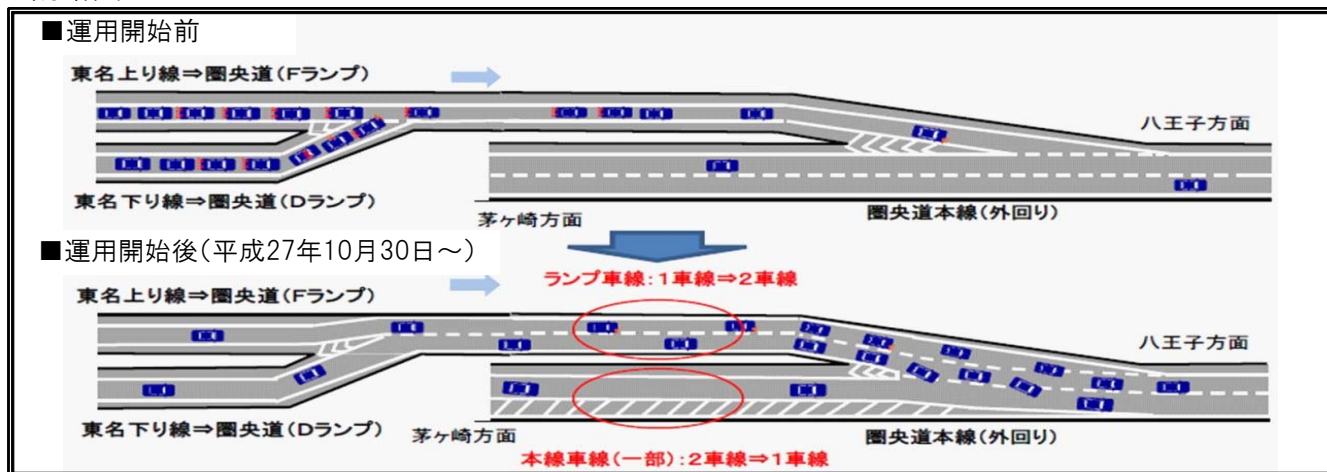 ■運用開始前
東名上り線⇒圏央道(Fランプ)
八王子方面
東名下り線⇒圏央道(Dランプ)
茅ヶ崎方面
圏央道本線(外回り)
■運用開始後(平成27年10月30日～)
ランプ車線:1車線⇒2車線
東名上り線⇒圏央道(Fランプ)
八王子方面
東名下り線⇒圏央道(Dランプ)
茅ヶ崎方面
圏央道本線(外回り)
本線車線(一部):2車線⇒1車線